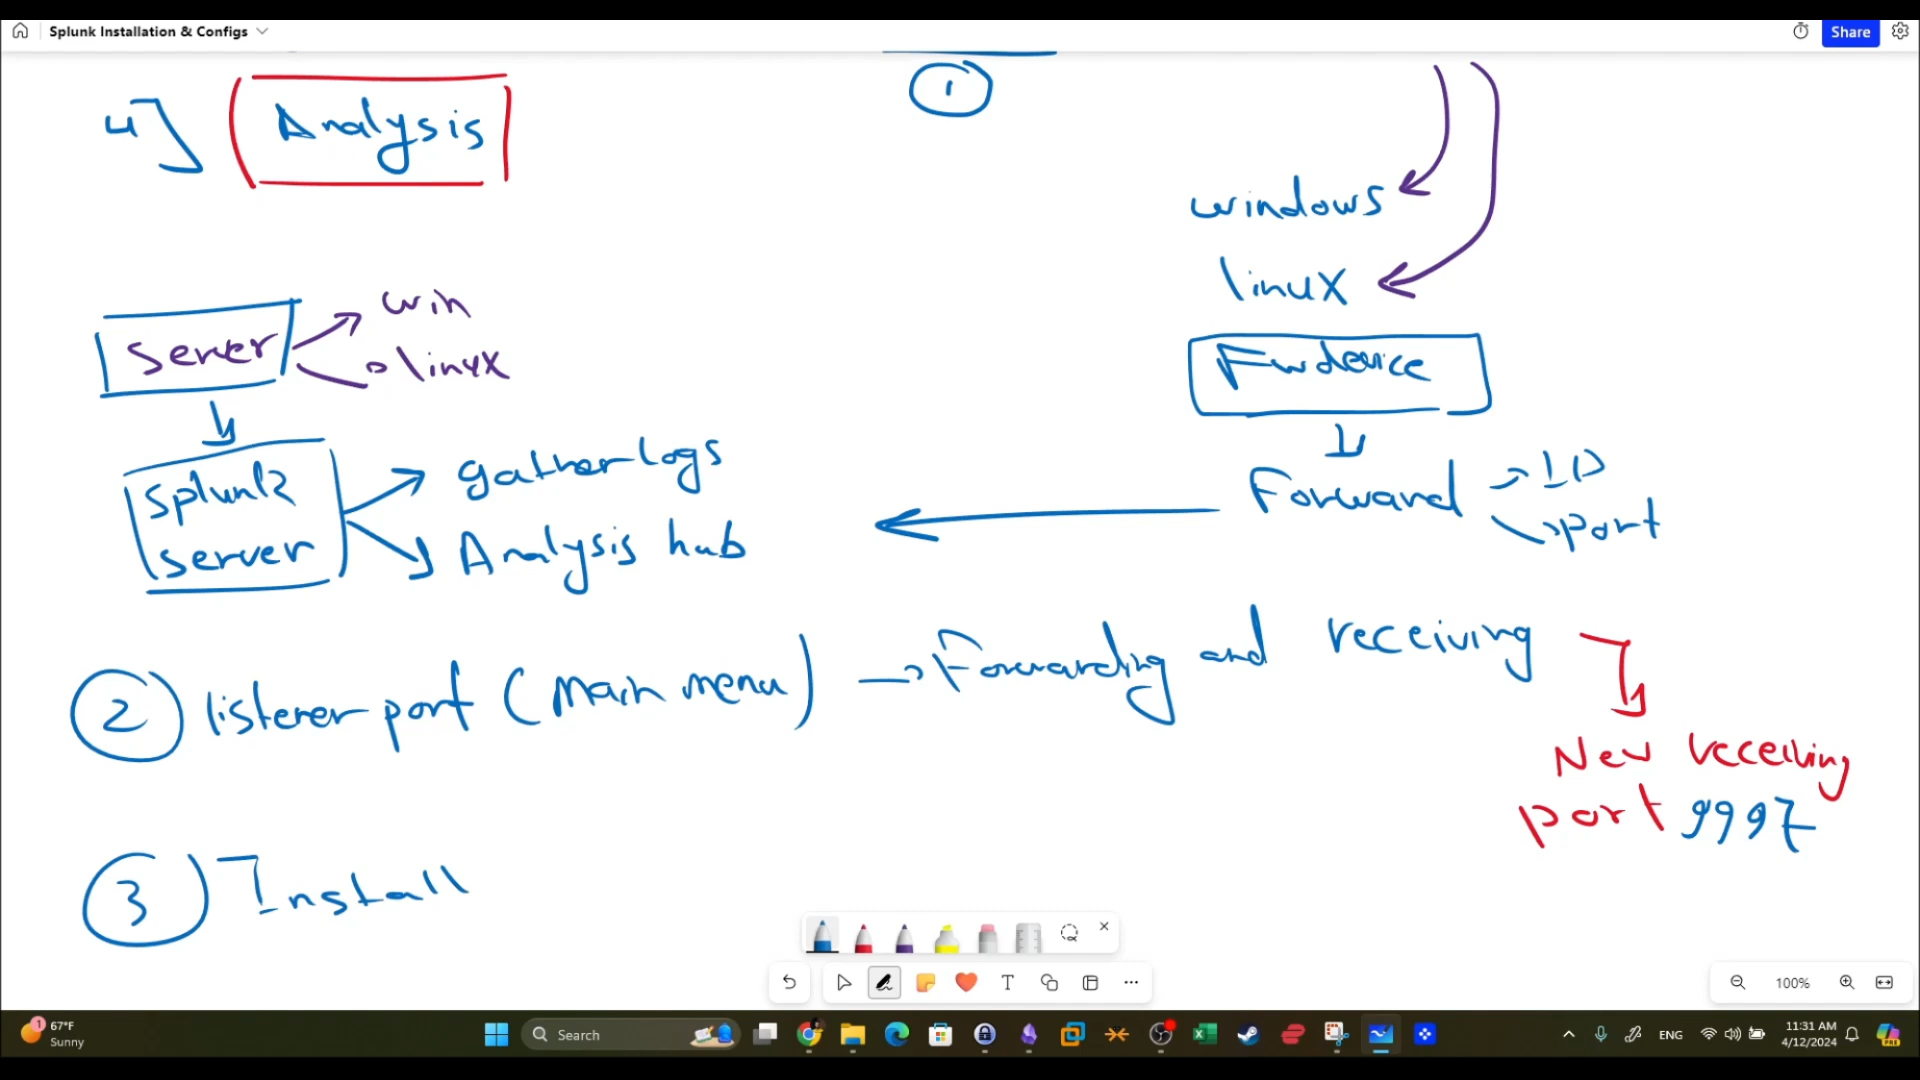 Splunk Installation & Configs
Share
4] Analysis
1
windows
linux
Server
win
linux
Fw device
Splunk
server
gather logs
Analysis hub
Forward
IP
port
2 listener port (Main menu) → Forwarding and receiving
New receiving
port 9997
3 Install
100%
1
67°F
Sunny
Search
ENG
11:31 AM
4/12/2024
PRE